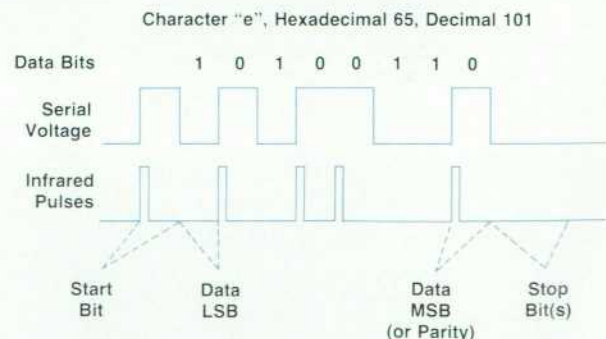 Character “e”, Hexadecimal 65, Decimal 101
Data Bits 1 0 1 0 0 1 1 0
Serial
Voltage
Infrared
Pulses
Start
Bit
Data
LSB
Data
MSB
(or Parity)
Stop
Bit(s)